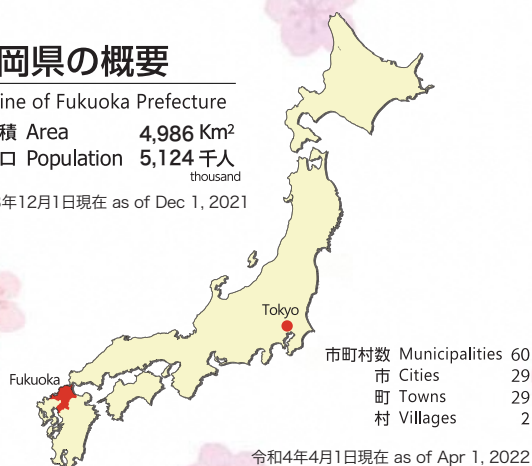 岡県の概要
ine of Fukuoka Prefecture
積 Area 4,986 Km²
口 Population 5,124 千人
thousand
年12月1日現在 as of Dec 1, 2021
Tokyo
Fukuoka
市町村数 Municipalities 60
市 Cities 29
町 Towns 29
村 Villages 2
令和4年4月1日現在 as of Apr 1, 2022